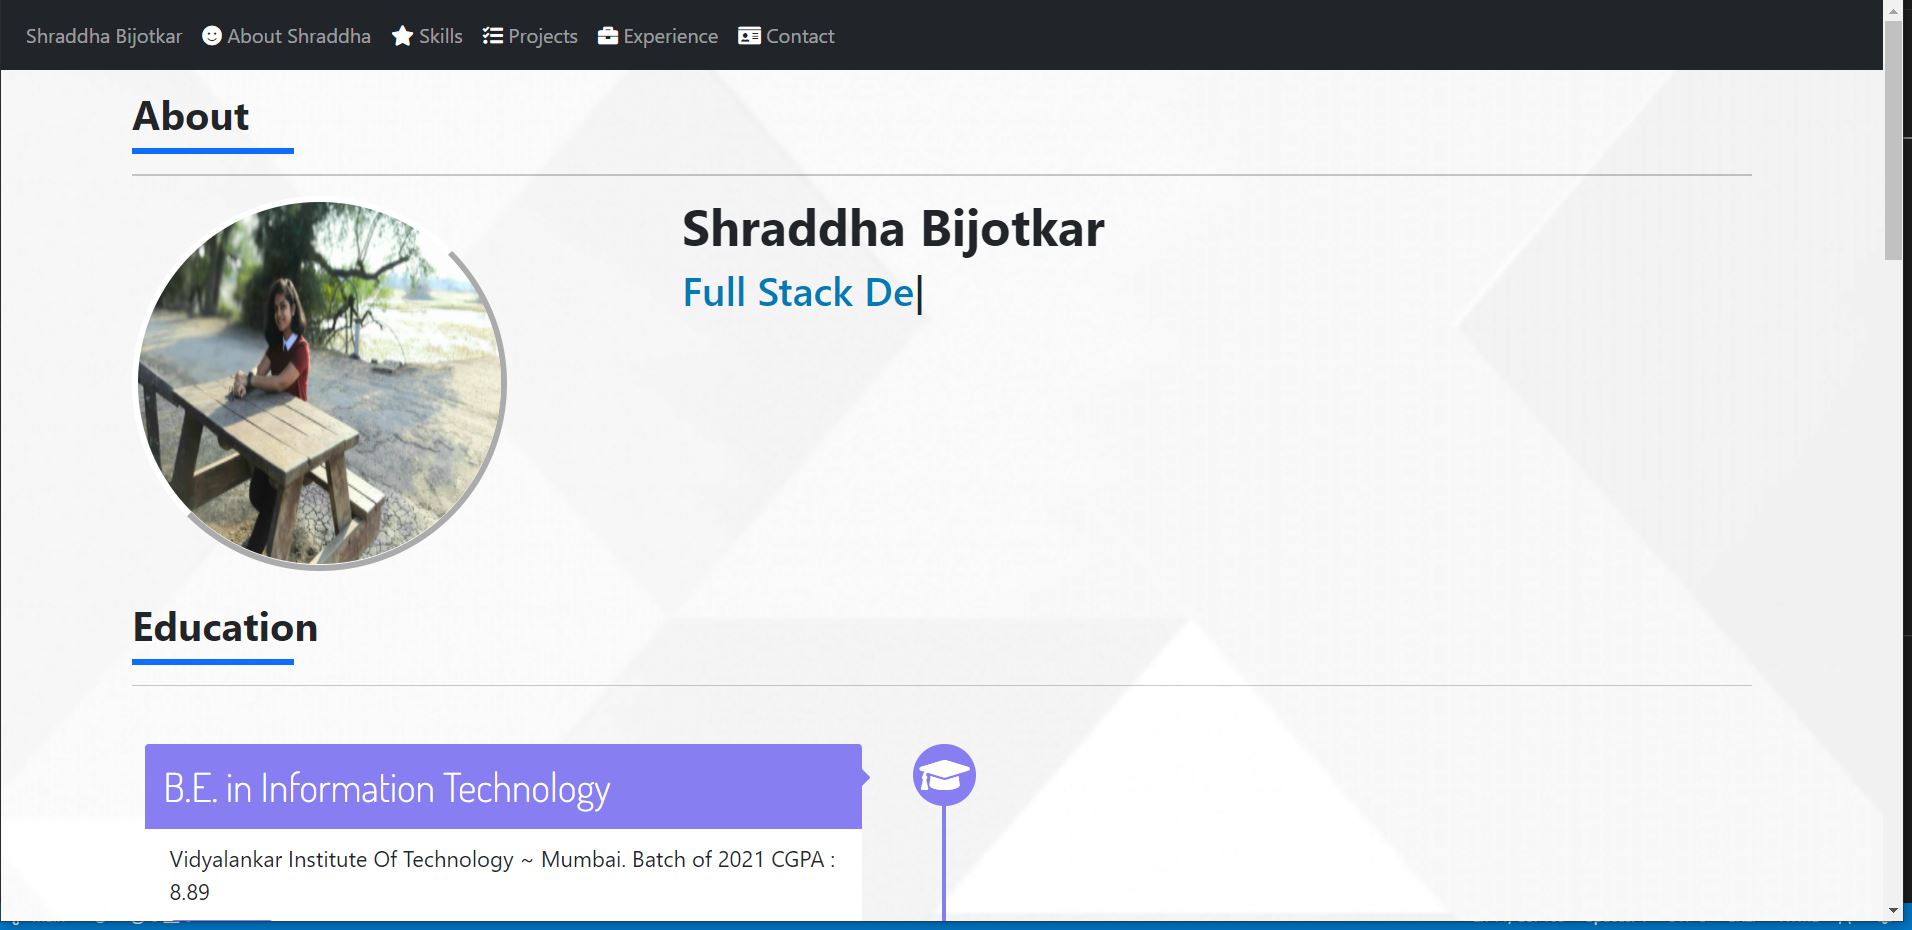 Shraddha Bijotkar About Shraddha Skills Projects Experience Contact
About
Shraddha Bijotkar
Full Stack De
Education
B.E. in Information Technology
Vidyalankar Institute Of Technology ~ Mumbai. Batch of 2021 CGPA :
8.89